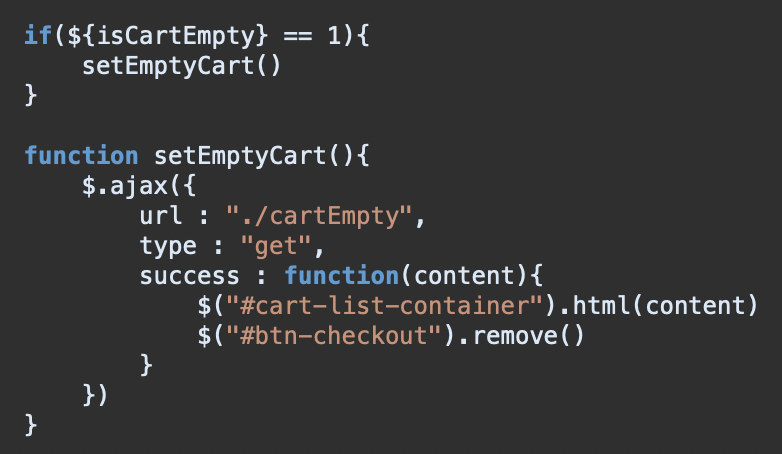 if(${isCartEmpty} == 1){
    setEmptyCart()
}

function setEmptyCart(){
    $.ajax({
        url : "./cartEmpty",
        type : "get",
        success : function(content){
            $("#cart-list-container").html(content)
            $("#btn-checkout").remove()
        }
    })
}